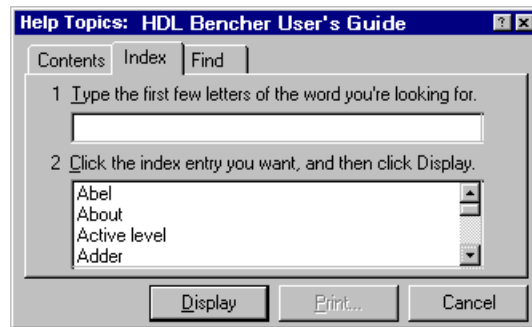 Help Topics: HDL Bencher User's Guide
Contents Index Find
1 Type the first few letters of the word you're looking for.
2 Click the index entry you want, and then click Display.
Abel
About
Active level
Adder
Display Print... Cancel